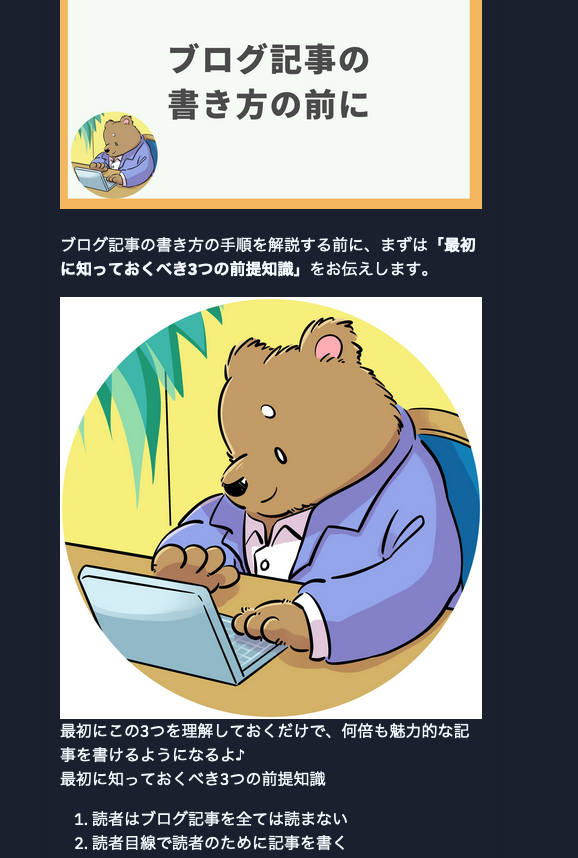 ブログ記事の
書き方の前に
ブログ記事の書き方の手順を解説する前に、まずは「最初
に知っておくべき3つの前提知識」をお伝えします。
最初にこの3つを理解しておくだけで、何倍も魅力的な記
事を書けるようになるよ♪
最初に知っておくべき3つの前提知識
1. 読者はブログ記事を全ては読まない
2. 読者目線で読者のために記事を書く